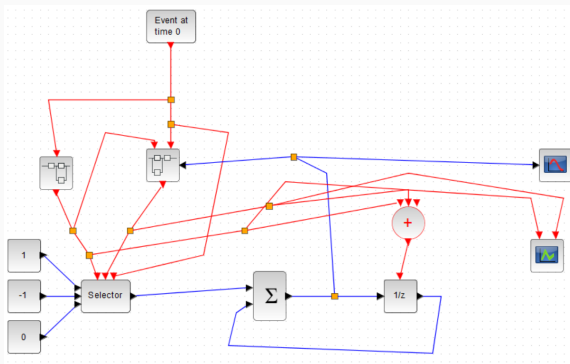 Event at
time 0
+
1
-1
Selector
Σ
1/z
0